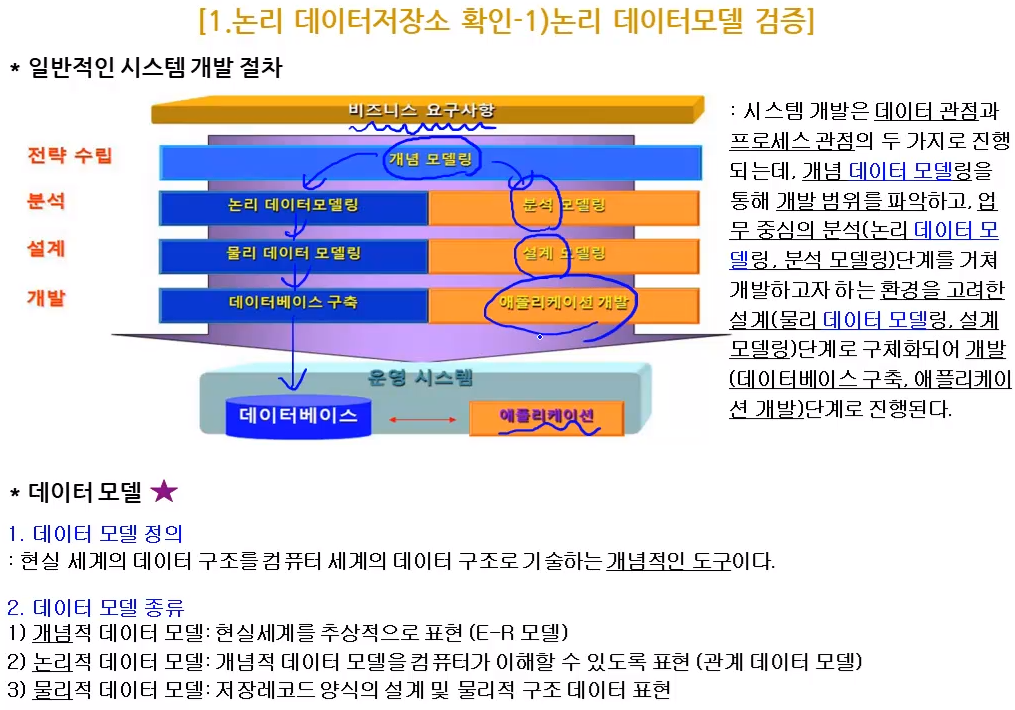 [1.논리 데이터저장소 확인-1)논리 데이터모델 검증]
* 일반적인 시스템 개발 절차
비즈니스 요구사항
전략 수립
개념 모델링
분석
논리 데이터모델링
분석 모델링
설계
물리 데이터 모델링
설계 모델링
개발
데이터베이스 구축
애플리케이션 개발
운영 시스템
데이터베이스
애플리케이션
: 시스템 개발은 데이터 관점과
프로세스 관점의 두 가지로 진행
되는데, 개념 데이터 모델링을
통해 개발 범위를 파악하고, 업
무 중심의 분석(논리 데이터 모
델링, 분석 모델링)단계를 거쳐
개발하고자 하는 환경을 고려한
설계(물리 데이터 모델링, 설계
모델링)단계로 구체화되어 개발
(데이터베이스 구축, 애플리케이
션 개발)단계로 진행된다.
* 데이터 모델 ★
1. 데이터 모델 정의
: 현실 세계의 데이터 구조를 컴퓨터 세계의 데이터 구조로 기술하는 개념적인 도구이다.
2. 데이터 모델 종류
1) 개념적 데이터 모델: 현실세계를 추상적으로 표현 (E-R 모델)
2) 논리적 데이터 모델: 개념적 데이터 모델을 컴퓨터가 이해할 수 있도록 표현 (관계 데이터 모델)
3) 물리적 데이터 모델: 저장레코드 양식의 설계 및 물리적 구조 데이터 표현